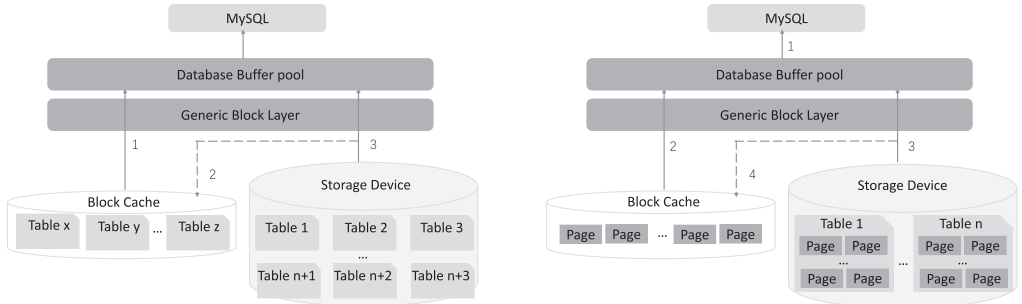 MySQL
Database Buffer pool
Generic Block Layer
1
3
2
Storage Device
Block Cache
Table x
Table y
...
Table z
Table 1
Table 2
Table 3
...
Table n+1
Table n+2
Table n+3
MySQL
1
Database Buffer pool
Generic Block Layer
2
3
4
Storage Device
Block Cache
Page
Page
...
Page
Page
Table 1
Page Page
...
Page Page
...
Table n
Page Page
...
Page Page